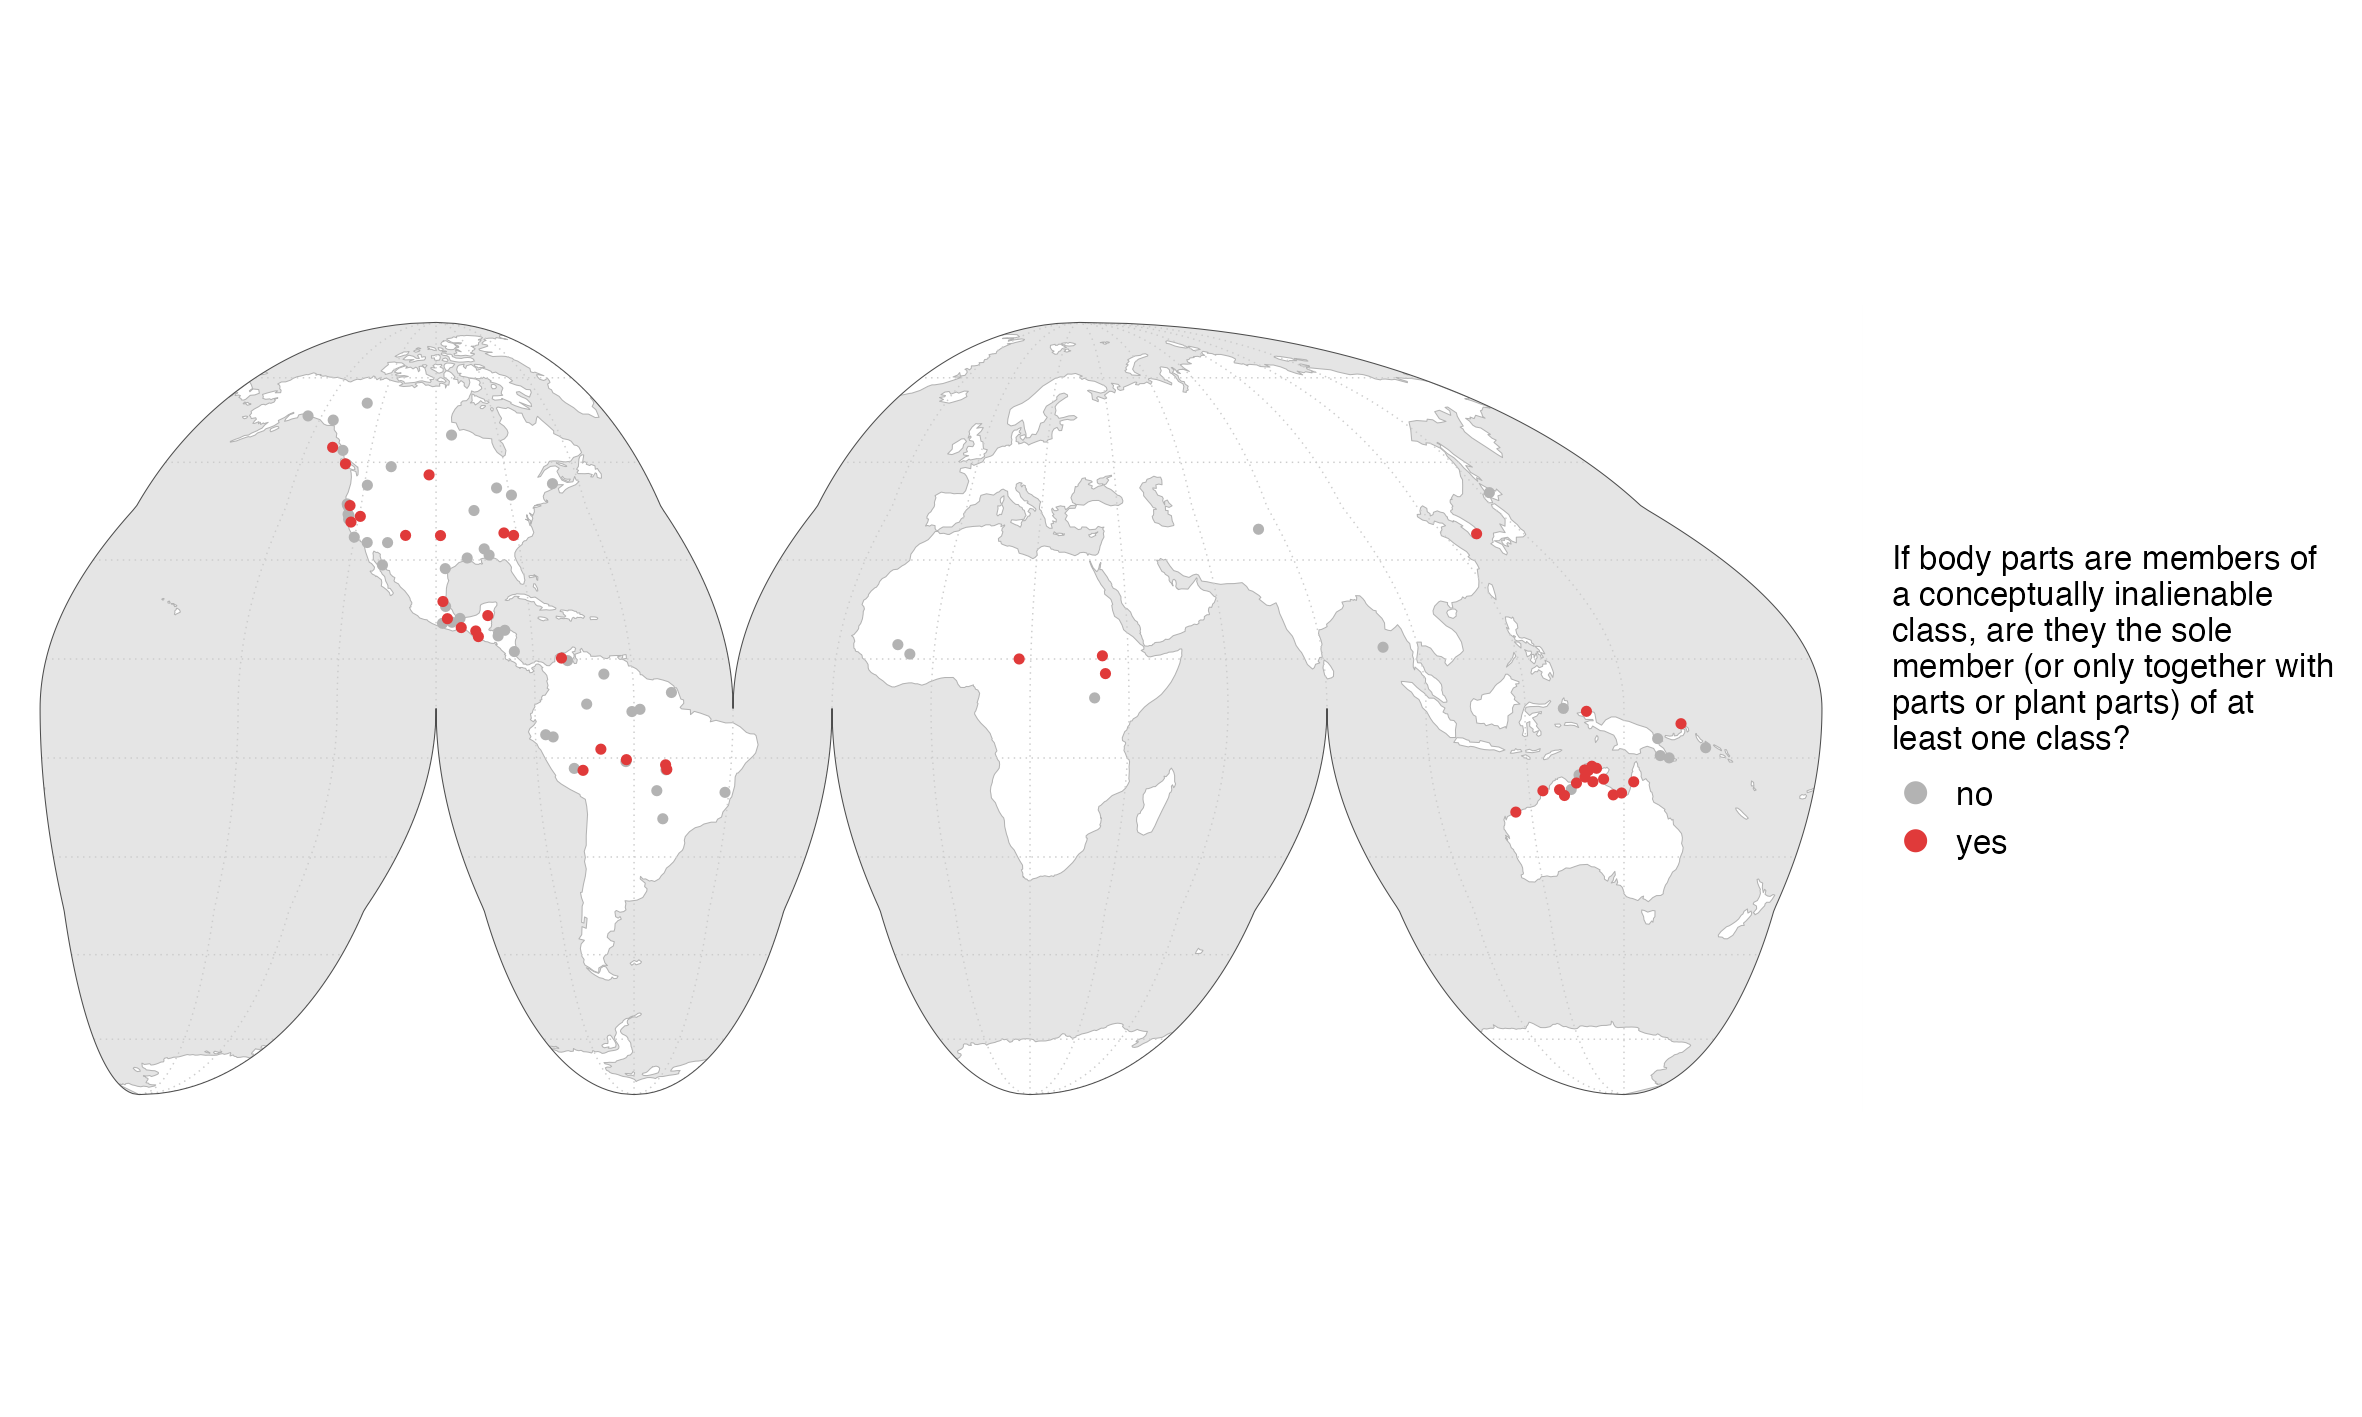 If body parts are members of
a conceptually inalienable
class, are they the sole
member (or only together with
parts or plant parts) of at
least one class?
no
yes